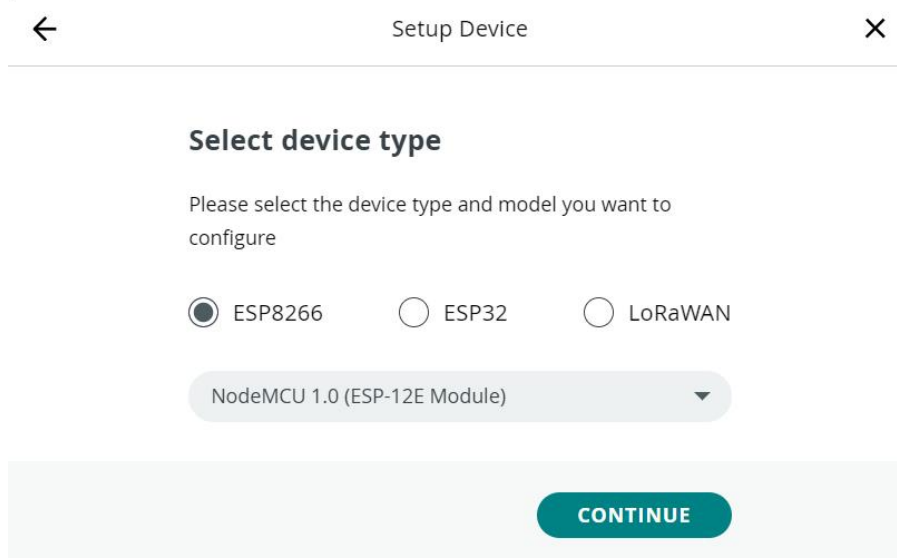 Setup Device
Select device type
Please select the device type and model you want to
configure
ESP8266 ESP32 LoRaWAN
NodeMCU 1.0 (ESP-12E Module)
CONTINUE